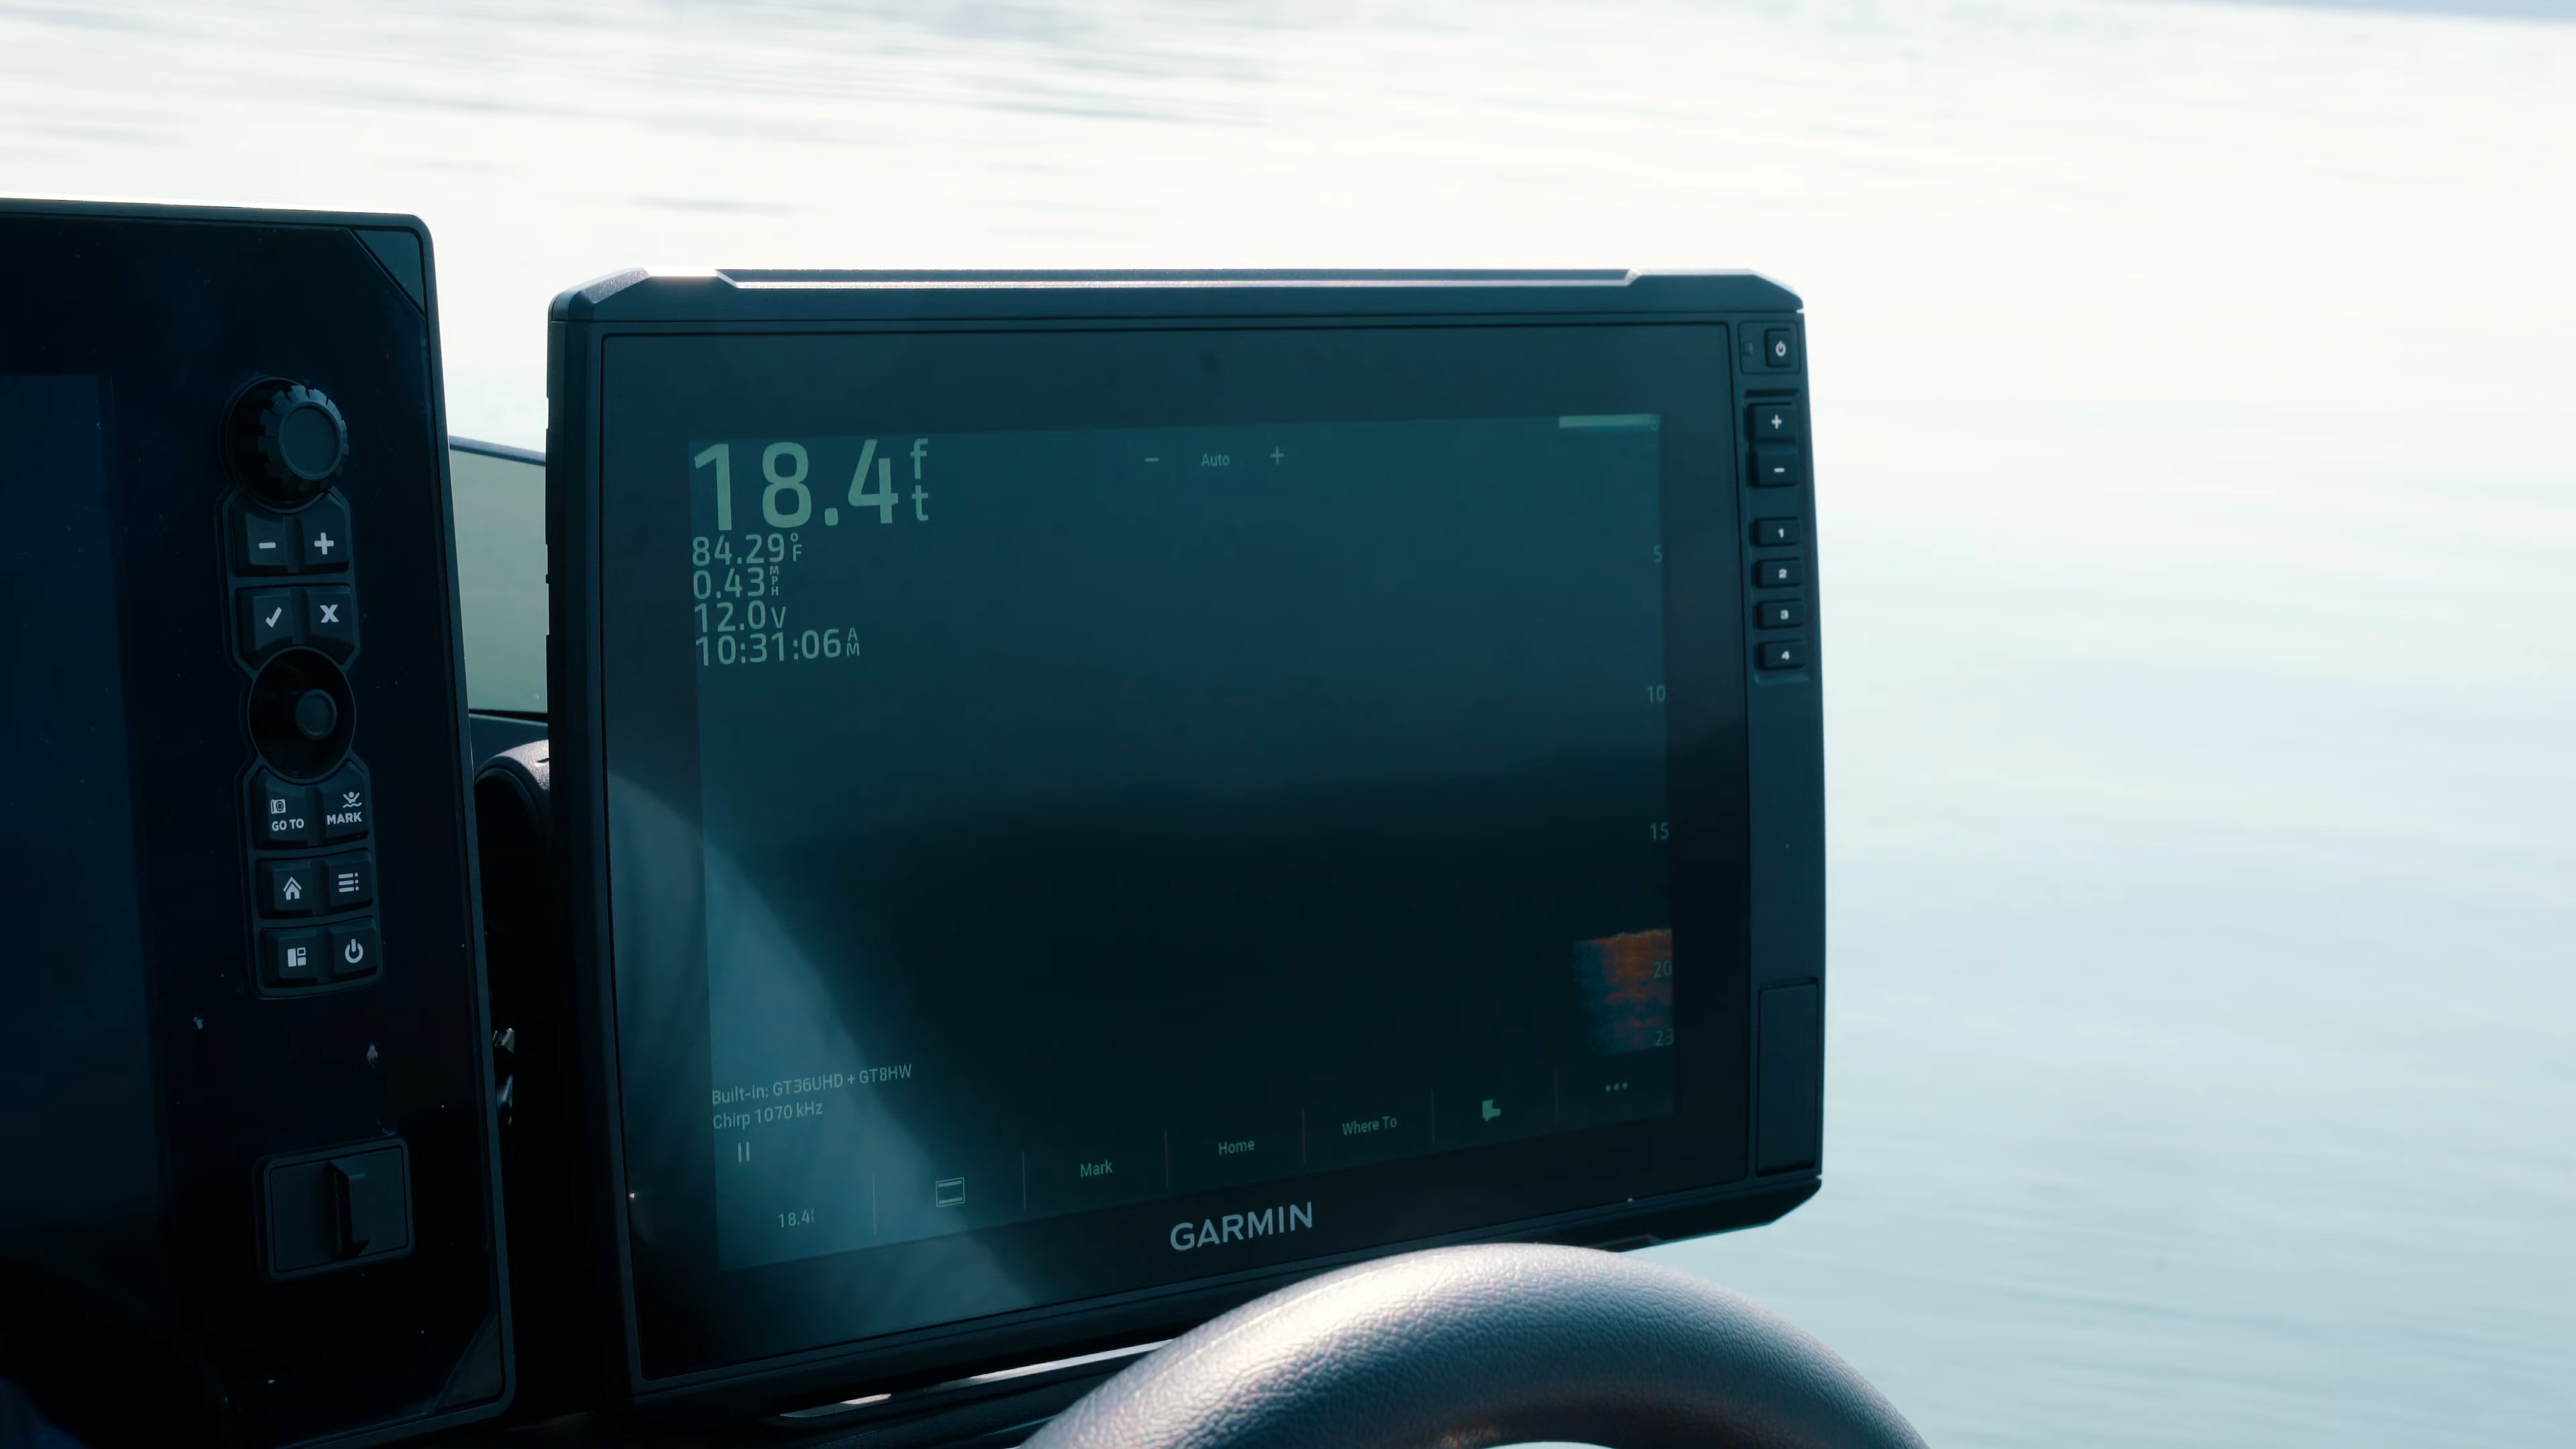 18.4 ft
− Auto +
84.29°F
0.43 MPH
12.0V
10:31:06 AM
5
10
15
20
23
Built-in: GT36UHD + GT8HW
Chirp 1070 kHz
18.4
Mark
Home
Where To
GARMIN
+
-
1
2
3
4
− +
GO TO
MARK